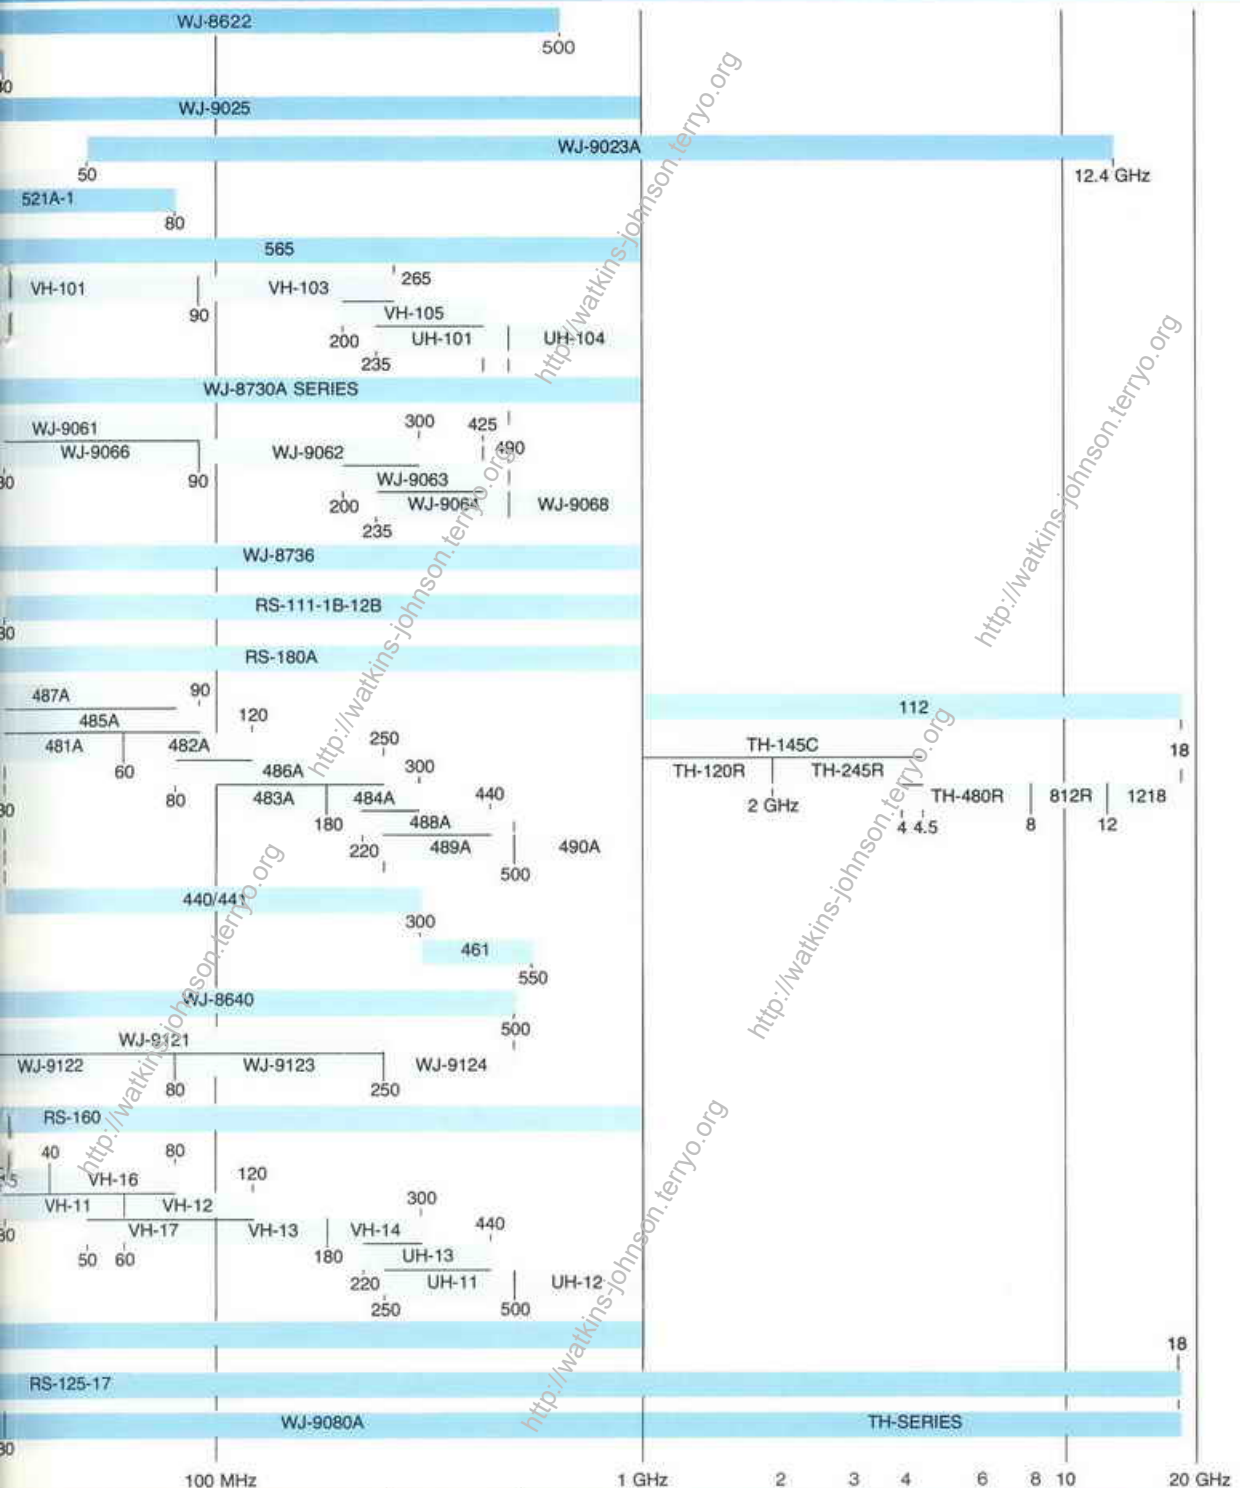 WJ-8622
500
WJ-9025
WJ-9023A
50
12.4 GHz
521A-1
80
565
265
VH-101
VH-103
90
VH-105
200
UH-101
UH-104
235
WJ-8730A SERIES
300
425
WJ-9061
490
WJ-9066
WJ-9062
90
WJ-9063
200
WJ-9064
WJ-9068
235
WJ-8736
RS-111-1B-12B
RS-180A
487A
90
112
485A
120
481A
482A
250
TH-145C
18
60
486A
300
TH-120R
TH-245R
80
483A
484A
440
2 GHz
TH-480R
812R
1218
180
488A
4
4.5
8
12
220
489A
490A
500
440/441
300
461
550
WJ-8640
500
WJ-9121
WJ-9122
WJ-9123
WJ-9124
80
250
RS-160
40
80
VH-16
120
VH-11
VH-12
300
VH-17
VH-13
VH-14
440
50
60
180
UH-13
220
UH-11
UH-12
250
500
18
RS-125-17
WJ-9080A
TH-SERIES
100 MHz
1 GHz
2
3
4
6
8
10
20 GHz
http://watkins-johnson.terryo.org
http://watkins-johnson.terryo.org
http://watkins-johnson.terryo.org
http://watkins-johnson.terryo.org
http://watkins-johnson.terryo.org
http://watkins-johnson.terryo.org